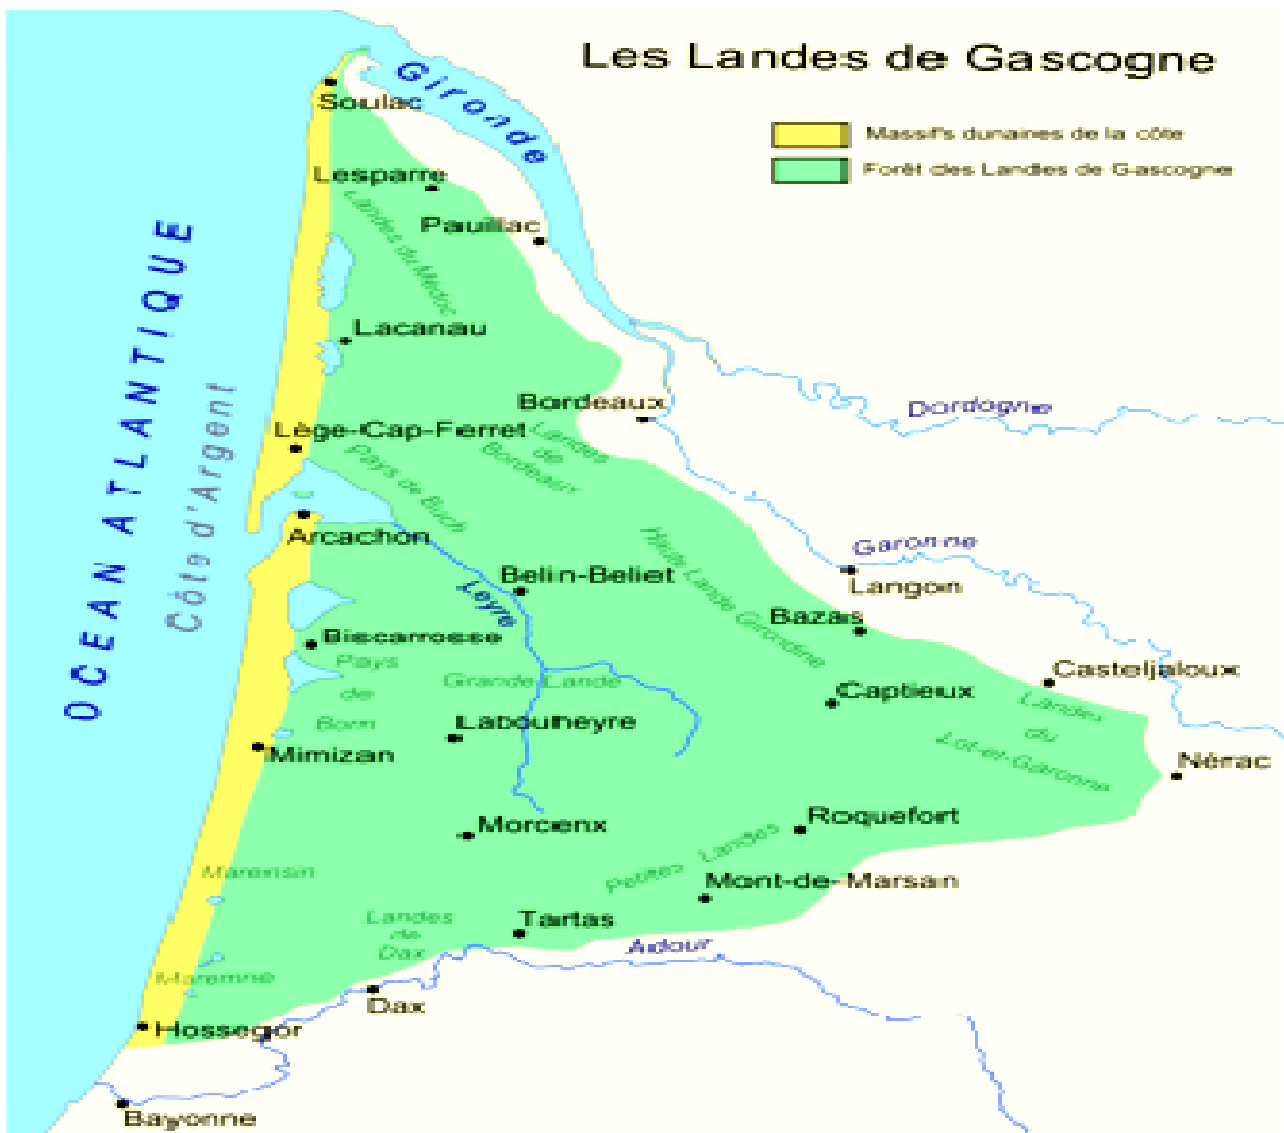 Les Landes de Gascogne
Massifs dunaires de la côte
Forêt des Landes de Gascogne
Gironde
Soulac
Lesparre
Landes du Médoc
Pauillac
OCEAN ATLANTIQUE
Côte d'Argent
Lacanau
Bordeaux
Dordogne
Lège-Cap-Ferret
Landes
de
Bordeaux
Pays de Buch
Arcachon
Garonne
Langon
Haute Lande Girondine
Belin-Beliet
Leyre
Bazas
Biscarrosse
Pays
de
Born
Grande Lande
Casteljaloux
Captieux
Landes
du
Lot-et-Garonne
Labouheyre
Mimizan
Nérac
Morcenx
Roquefort
Petites Landes
Marensin
Mont-de-Marsan
Landes
de
Dax
Tartas
Adour
Maremne
Dax
Hossegor
Bayonne